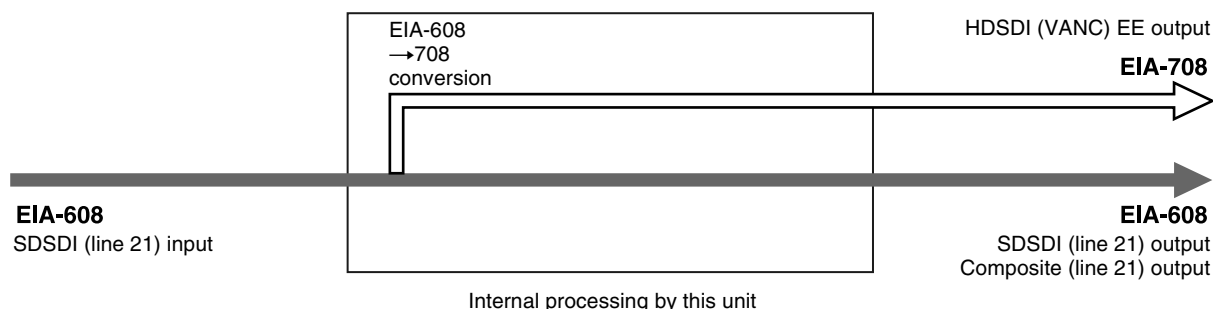 EIA-608
→708
conversion
HDSDI (VANC) EE output
EIA-708
EIA-608
SDSDI (line 21) input
EIA-608
SDSDI (line 21) output
Composite (line 21) output
Internal processing by this unit